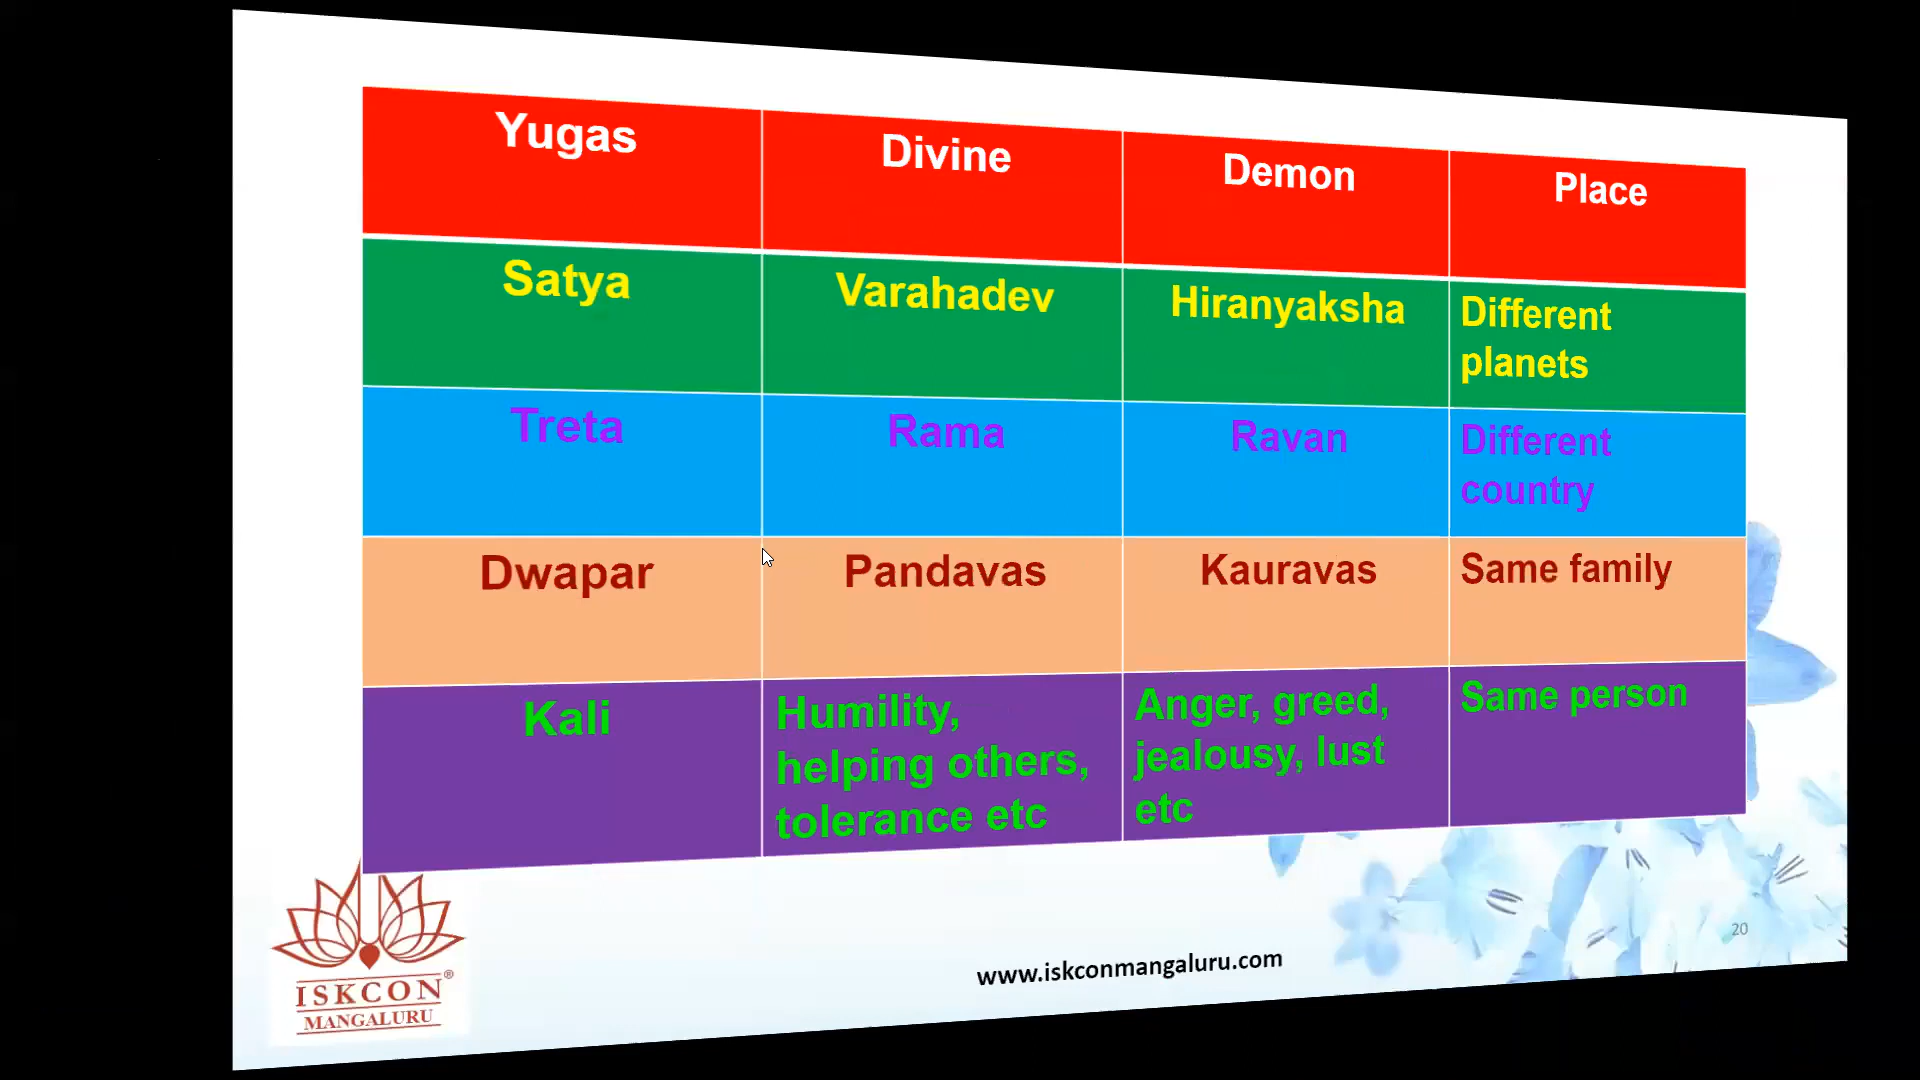 Yugas Divine Demon Place
Satya Varahadev Hiranyaksha Different
planets
Treta Rama Ravan Different
country
Dwapar Pandavas Kauravas Same family
Kali Humility, Anger, greed, Same person
helping others, jealousy, lust
tolerance etc etc
ISKCON®
MANGALURU
www.iskconmangaluru.com
20